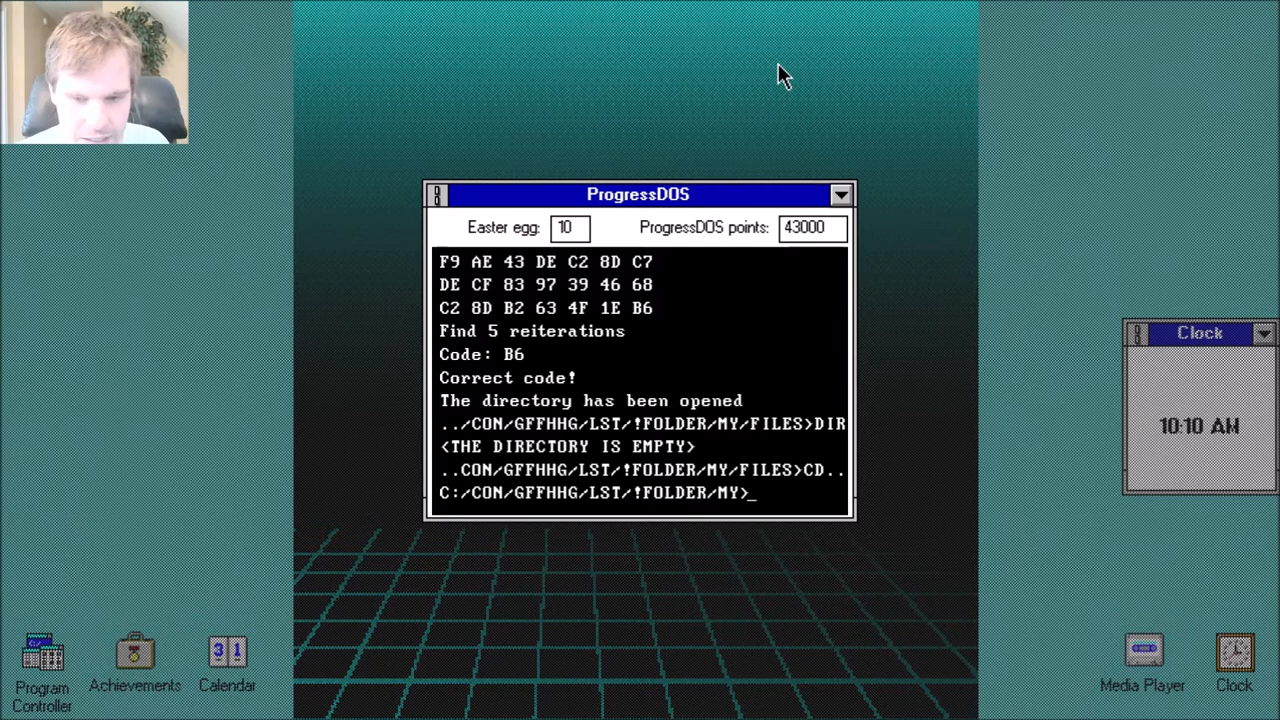 ProgressDOS
Easter egg: 10 ProgressDOS points: 43000
F9 AE 43 DE C2 8D C7
DE CF 83 97 39 46 68
C2 8D B2 63 4F 1E B6
Find 5 reiterations
Code: B6
Correct code!
The directory has been opened
../CON/GFFHHG/LST/!FOLDER/MY/FILES>DIR
<THE DIRECTORY IS EMPTY>
..CON/GFFHHG/LST/!FOLDER/MY/FILES>CD..
C:/CON/GFFHHG/LST/!FOLDER/MY>_
Clock
10:10 AM
31
Program
Controller
Achievements
Calendar
Media Player
Clock